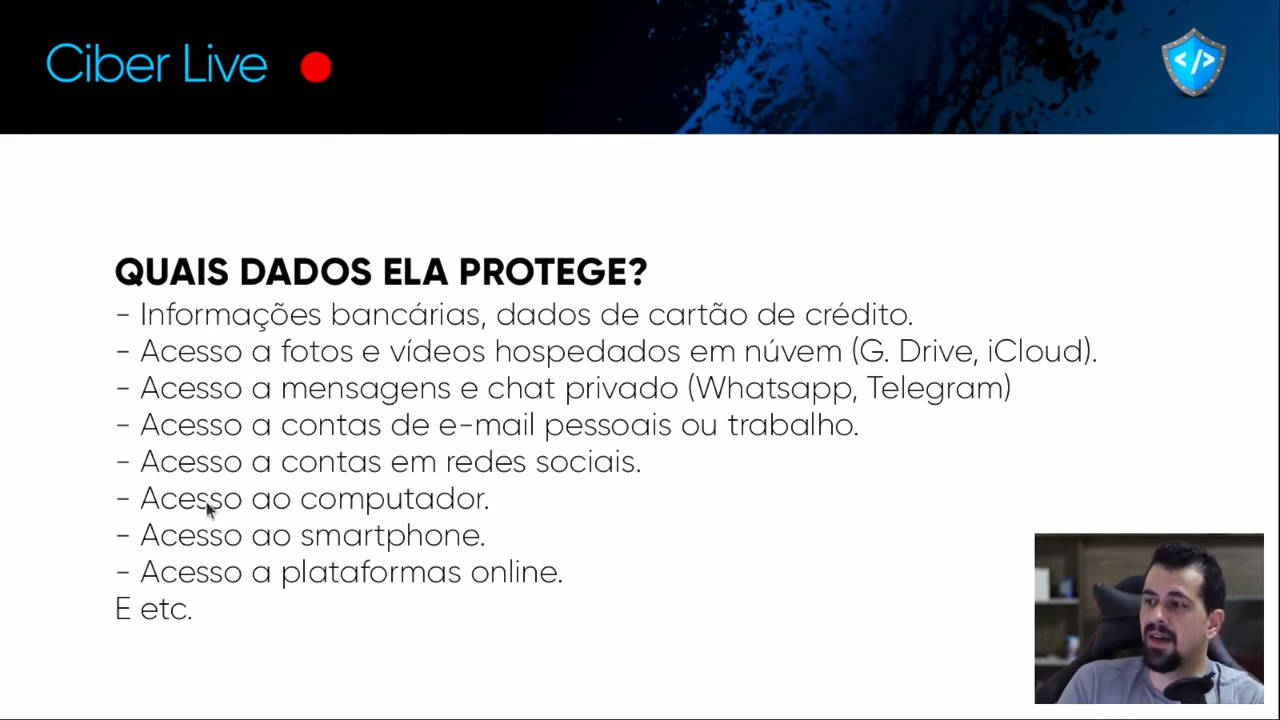 Ciber Live
</>
QUAIS DADOS ELA PROTEGE?
- Informações bancárias, dados de cartão de crédito.
- Acesso a fotos e vídeos hospedados em núvem (G. Drive, iCloud).
- Acesso a mensagens e chat privado (Whatsapp, Telegram)
- Acesso a contas de e-mail pessoais ou trabalho.
- Acesso a contas em redes sociais.
- Acesso ao computador.
- Acesso ao smartphone.
- Acesso a plataformas online.
E etc.